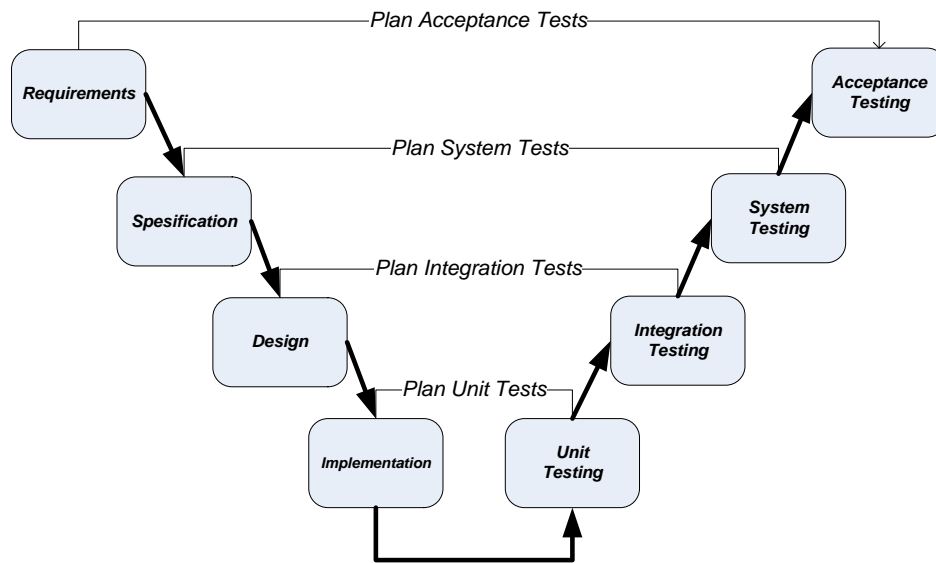 Plan Acceptance Tests
Requirements
Acceptance
Testing
Plan System Tests
Spesification
System
Testing
Plan Integration Tests
Design
Integration
Testing
Plan Unit Tests
Implementation
Unit
Testing